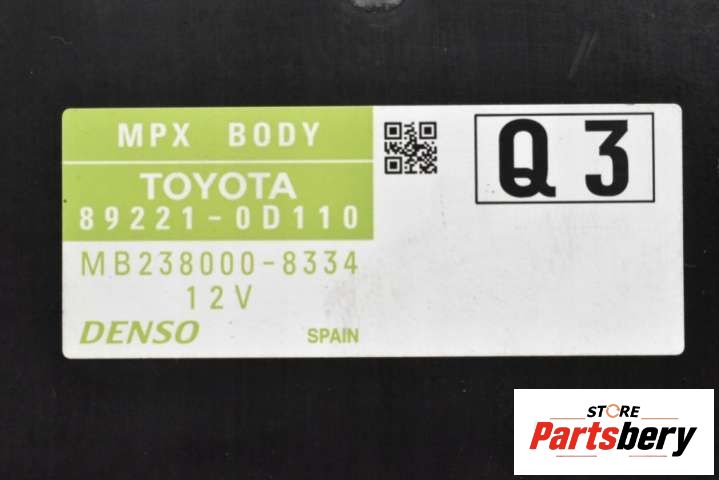 MPX BODY
Q3
TOYOTA
89221-0D110
MB238000-8334
12V
DENSO
SPAIN
STORE
Partsbery